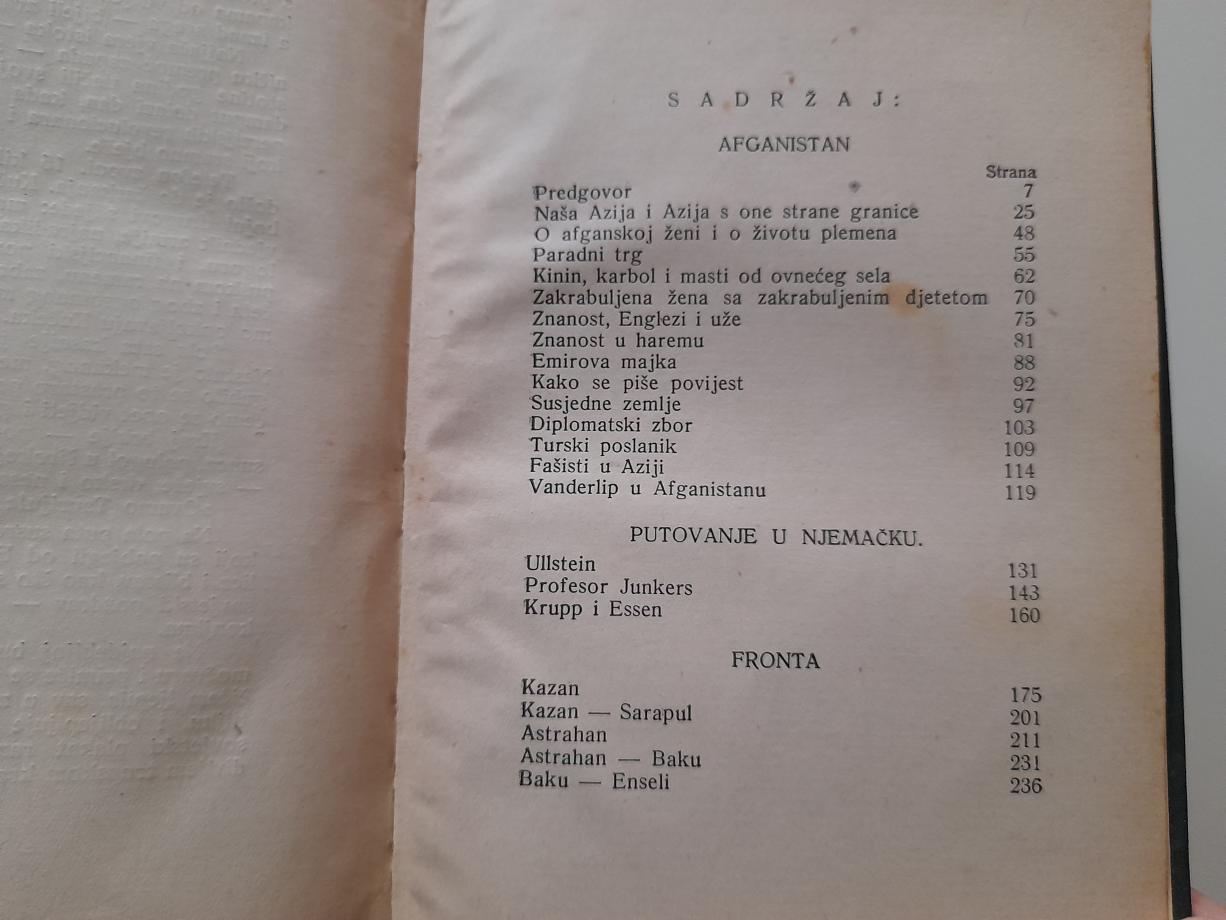 S A D R Ž A J :
AFGANISTAN
Strana
Predgovor 7
Naša Azija i Azija s one strane granice 25
O afganskoj ženi i o životu plemena 48
Paradni trg 55
Kinin, karbol i masti od ovnećeg sela 62
Zakrabuljena žena sa zakrabuljenim djetetom 70
Znanost, Englezi i uže 75
Znanost u haremu 81
Emirova majka 88
Kako se piše povijest 92
Susjedne zemlje 97
Diplomatski zbor 103
Turski poslanik 109
Fašisti u Aziji 114
Vanderlip u Afganistanu 119
PUTOVANJE U NJEMAČKU.
Ullstein 131
Profesor Junkers 143
Krupp i Essen 160
FRONTA
Kazan 175
Kazan — Sarapul 201
Astrahan 211
Astrahan — Baku 231
Baku — Enseli 236